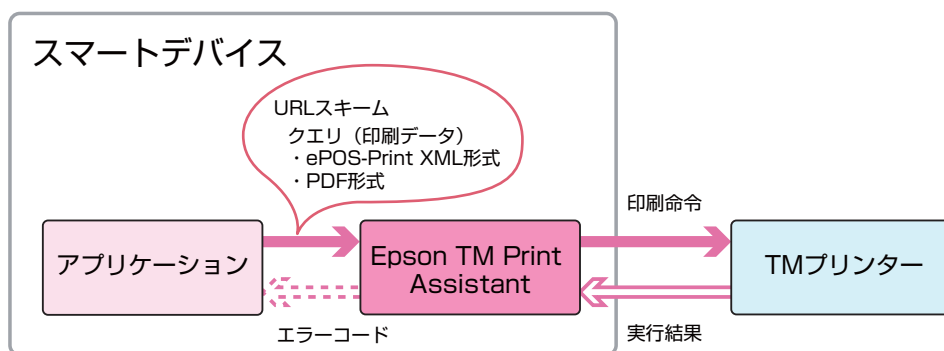 スマートデバイス
URLスキーム
クエリ（印刷データ）
・ePOS-Print XML形式
・PDF形式
印刷命令
アプリケーション
Epson TM Print
Assistant
TMプリンター
エラーコード
実行結果